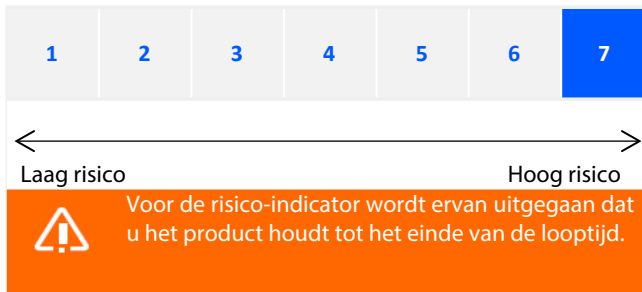 1 2 3 4 5 6 7
Laag risico Hoog risico
Voor de risico-indicator wordt ervan uitgegaan dat
u het product houdt tot het einde van de looptijd.